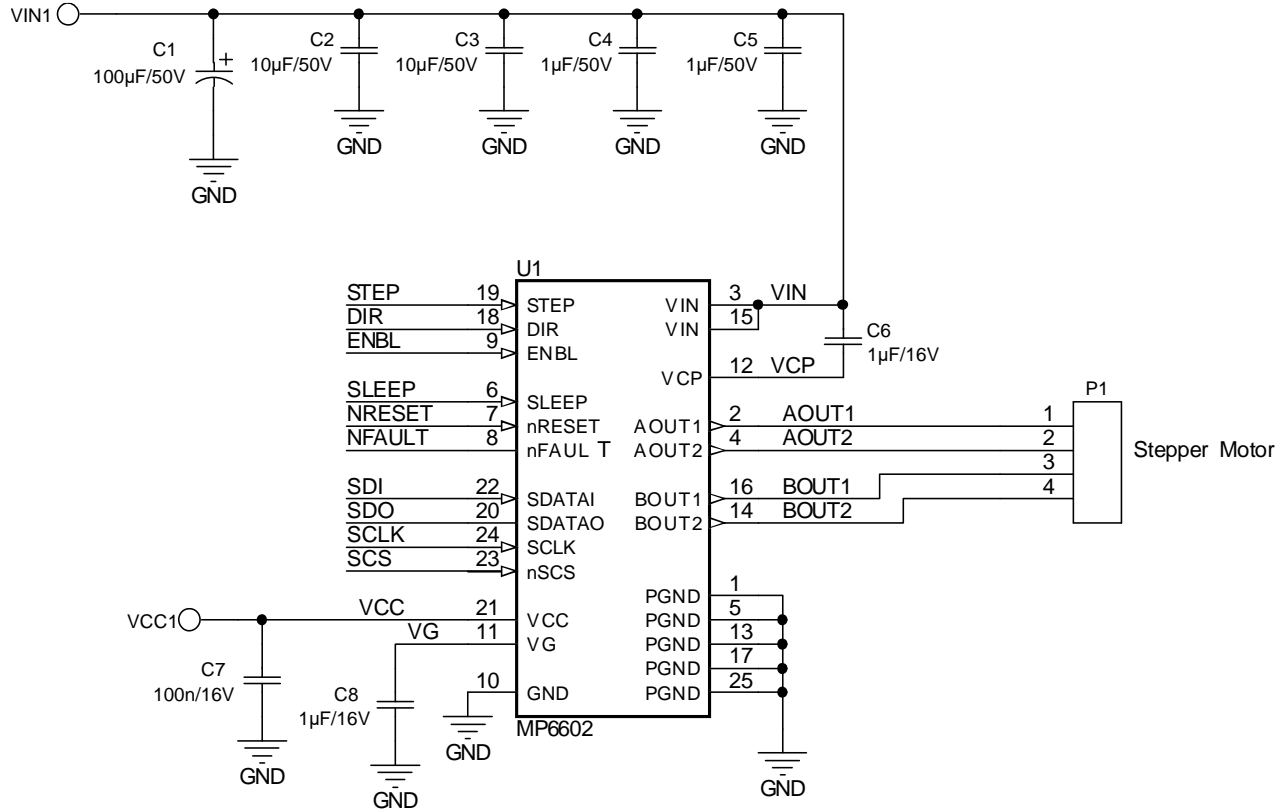 VIN1
C1
100µF/50V
+
C2
10µF/50V
C3
10µF/50V
C4
1µF/50V
C5
1µF/50V
GND
GND
GND
GND
GND
U1
STEP 19 STEP
DIR 18 DIR
ENBL 9 ENBL
SLEEP 6 SLEEP
NRESET 7 nRESET
NFAULT 8 nFAUL T
SDI 22 SDATAI
SDO 20 SDATAO
SCLK 24 SCLK
SCS 23 nSCS
VCC1 VCC 21 VCC
VG 11 VG
10 GND
VIN 3 VIN
VIN 15
VCP 12 VCP
C6
1µF/16V
AOUT1 2 AOUT1 1
AOUT2 4 AOUT2 2
BOUT1 16 BOUT1 3
BOUT2 14 BOUT2 4
P1
Stepper Motor
PGND 1
PGND 5
PGND 13
PGND 17
PGND 25
C7
100n/16V
C8
1µF/16V
MP6602
GND
GND
GND
GND